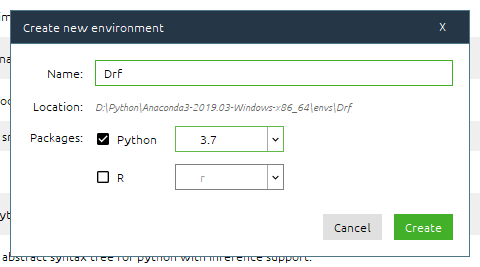 Create new environment X
Name: Drf
Location: D:\Python\Anaconda3-2019.03-Windows-x86_64\envs\Drf
Packages: Python 3.7
R r
Cancel Create
abstract syntax tree for python with inference support.